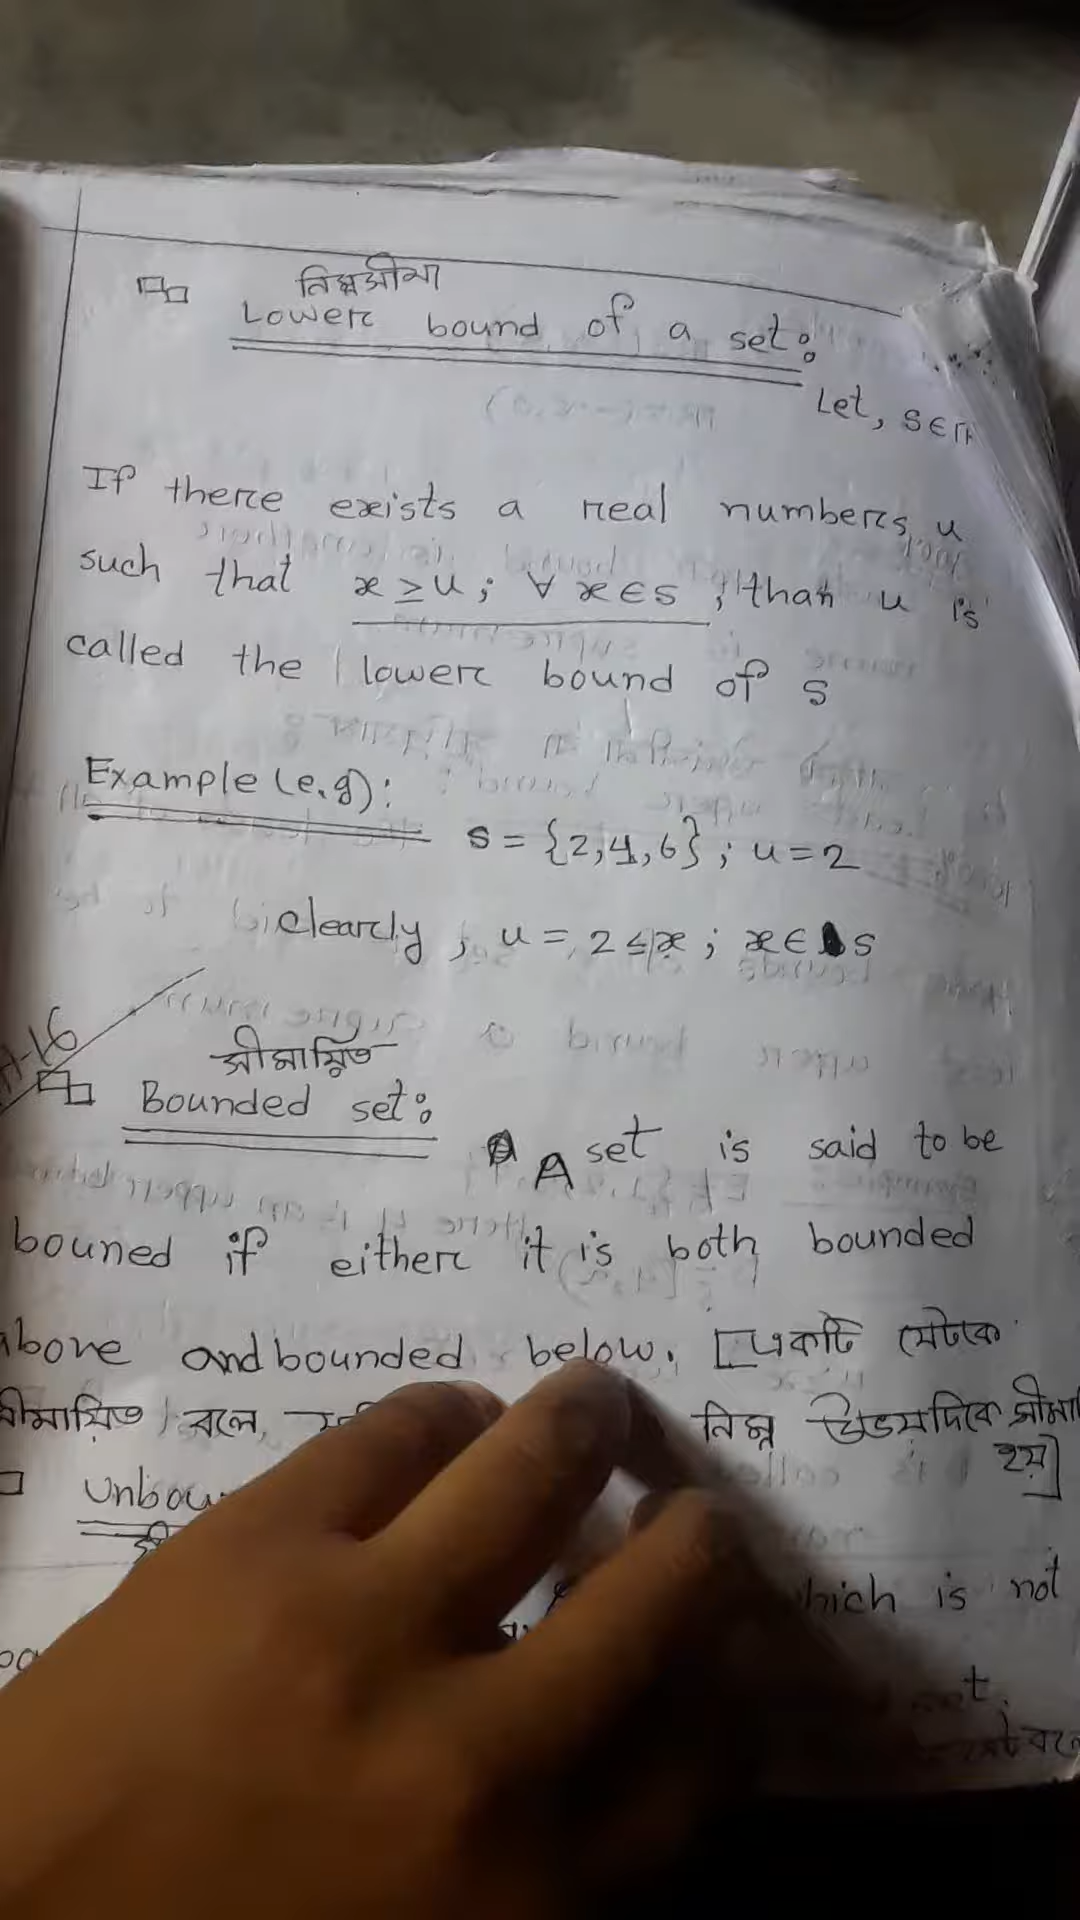 নিম্নসীমা
Lower bound of a set:
Let, S∈
If there exists a real numbers, u
such that x ≥ u; ∀ x∈s, than u is
called the lower bound of s
Example (e.g):
s = {2,4,6}; u = 2
clearly, u = 2 ≤ x; x∈ s
-16
সীমায়িত
Bounded set:
A set is said to be
bouned if either it is both bounded
above and bounded below. [একটি সেটকে
সীমায়িত বলে, নিম্ন উভয়দিকে
হয়]
which is not